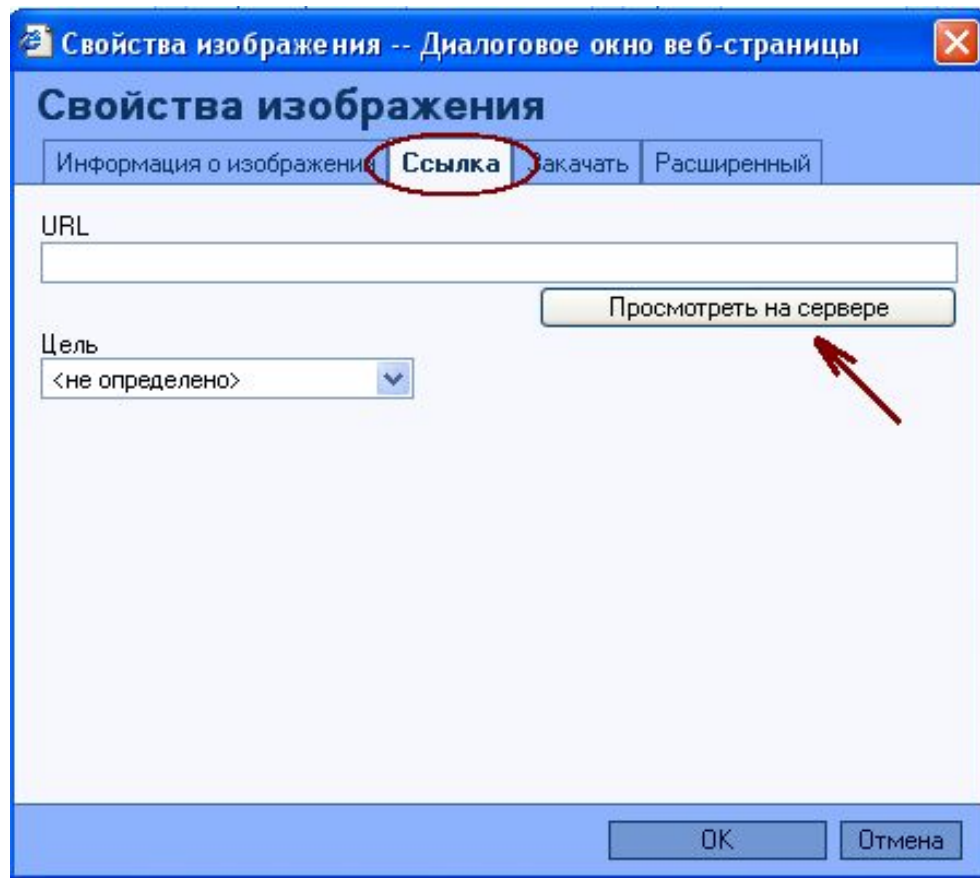 Свойства изображения -- Диалоговое окно веб-страницы
Свойства изображения
Информация о изображении Ссылка Закачать Расширенный
URL
Просмотреть на сервере
Цель
<не определено>
OK Отмена